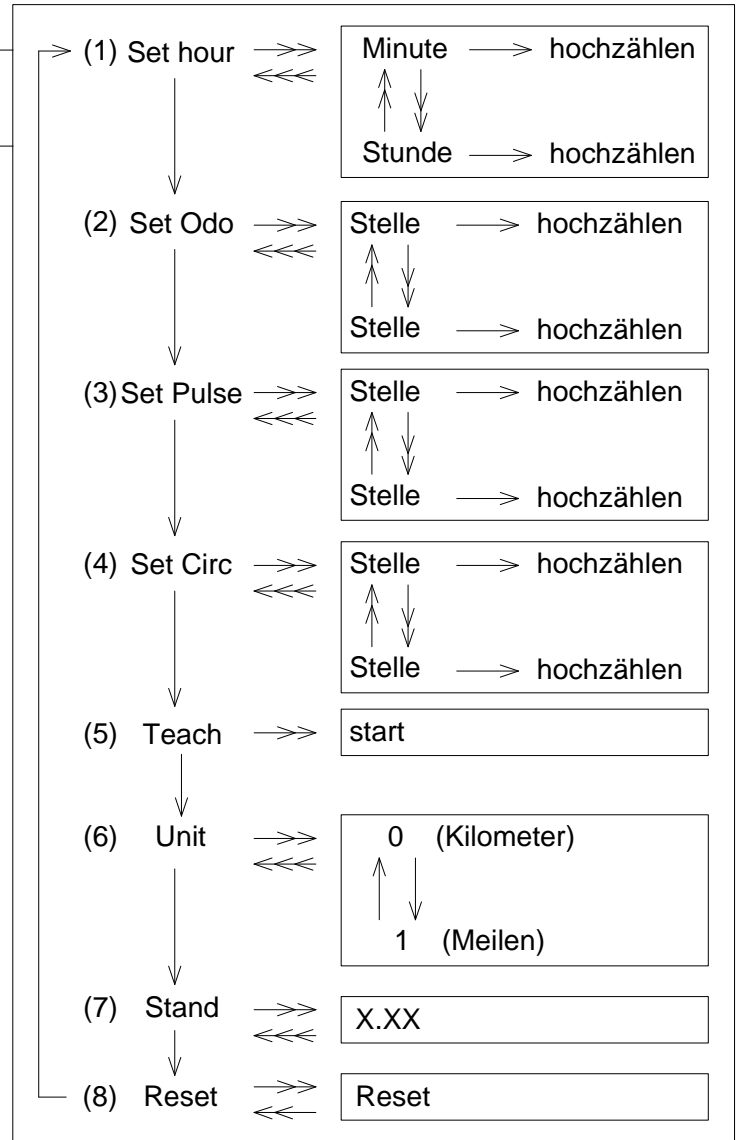 (1) Set hour
Minute hochzählen
Stunde hochzählen
(2) Set Odo
Stelle hochzählen
Stelle hochzählen
(3) Set Pulse
Stelle hochzählen
Stelle hochzählen
(4) Set Circ
Stelle hochzählen
Stelle hochzählen
(5) Teach
start
(6) Unit
0 (Kilometer)
1 (Meilen)
(7) Stand
X.XX
(8) Reset
Reset